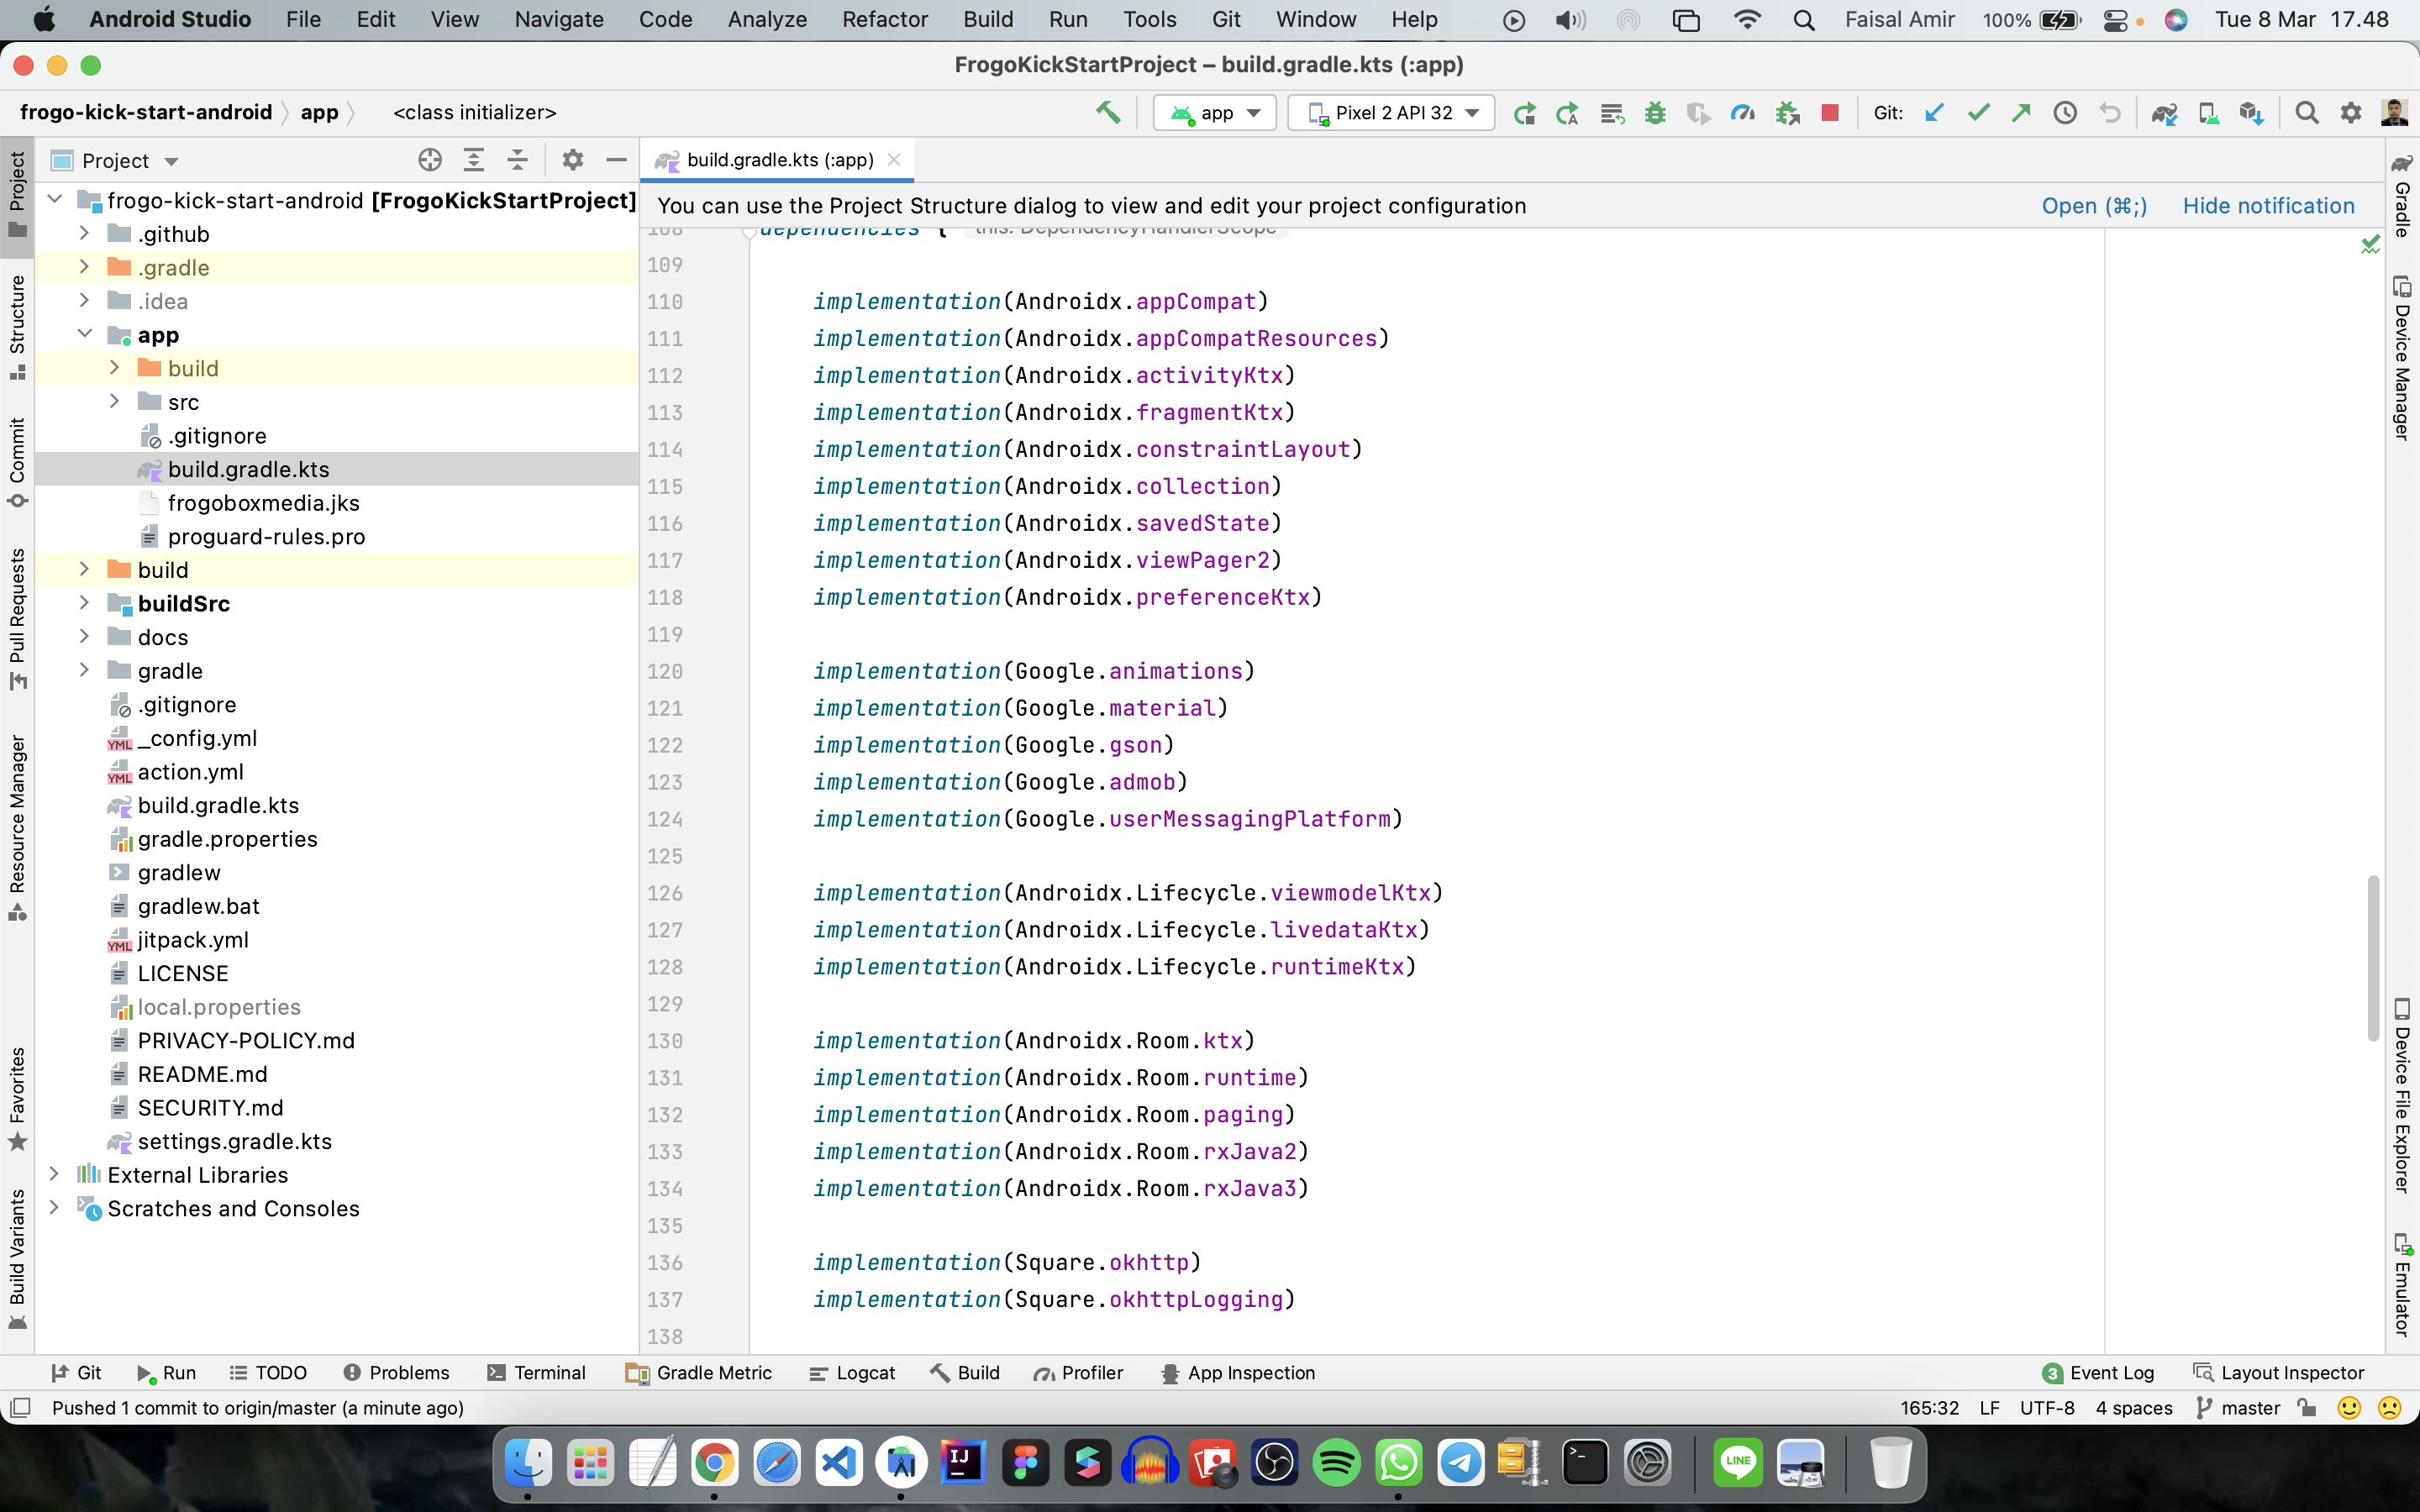 Android Studio File Edit View Navigate Code Analyze Refactor Build Run Tools Git Window Help Faisal Amir 100% Tue 8 Mar 17.48
FrogoKickStartProject – build.gradle.kts (:app)
frogo-kick-start-android app <class initializer> app Pixel 2 API 32 Git:
Project
build.gradle.kts (:app)
You can use the Project Structure dialog to view and edit your project configuration Open (⌘;) Hide notification
Project
Structure
Commit
Pull Requests
Resource Manager
Favorites
Build Variants
frogo-kick-start-android [FrogoKickStartProject]
.github
.gradle
.idea
app
build
src
.gitignore
build.gradle.kts
frogoboxmedia.jks
proguard-rules.pro
build
buildSrc
docs
gradle
.gitignore
_config.yml
action.yml
build.gradle.kts
gradle.properties
gradlew
gradlew.bat
jitpack.yml
LICENSE
local.properties
PRIVACY-POLICY.md
README.md
SECURITY.md
settings.gradle.kts
External Libraries
Scratches and Consoles
108 dependencies { this: DependencyHandlerScope
109
110 implementation(Androidx.appCompat)
111 implementation(Androidx.appCompatResources)
112 implementation(Androidx.activityKtx)
113 implementation(Androidx.fragmentKtx)
114 implementation(Androidx.constraintLayout)
115 implementation(Androidx.collection)
116 implementation(Androidx.savedState)
117 implementation(Androidx.viewPager2)
118 implementation(Androidx.preferenceKtx)
119
120 implementation(Google.animations)
121 implementation(Google.material)
122 implementation(Google.gson)
123 implementation(Google.admob)
124 implementation(Google.userMessagingPlatform)
125
126 implementation(Androidx.Lifecycle.viewmodelKtx)
127 implementation(Androidx.Lifecycle.livedataKtx)
128 implementation(Androidx.Lifecycle.runtimeKtx)
129
130 implementation(Androidx.Room.ktx)
131 implementation(Androidx.Room.runtime)
132 implementation(Androidx.Room.paging)
133 implementation(Androidx.Room.rxJava2)
134 implementation(Androidx.Room.rxJava3)
135
136 implementation(Square.okhttp)
137 implementation(Square.okhttpLogging)
138
Gradle
Device Manager
Device File Explorer
Emulator
Git Run TODO Problems Terminal Gradle Metric Logcat Build Profiler App Inspection 3 Event Log Layout Inspector
Pushed 1 commit to origin/master (a minute ago) 165:32 LF UTF-8 4 spaces master
IJ
LINE